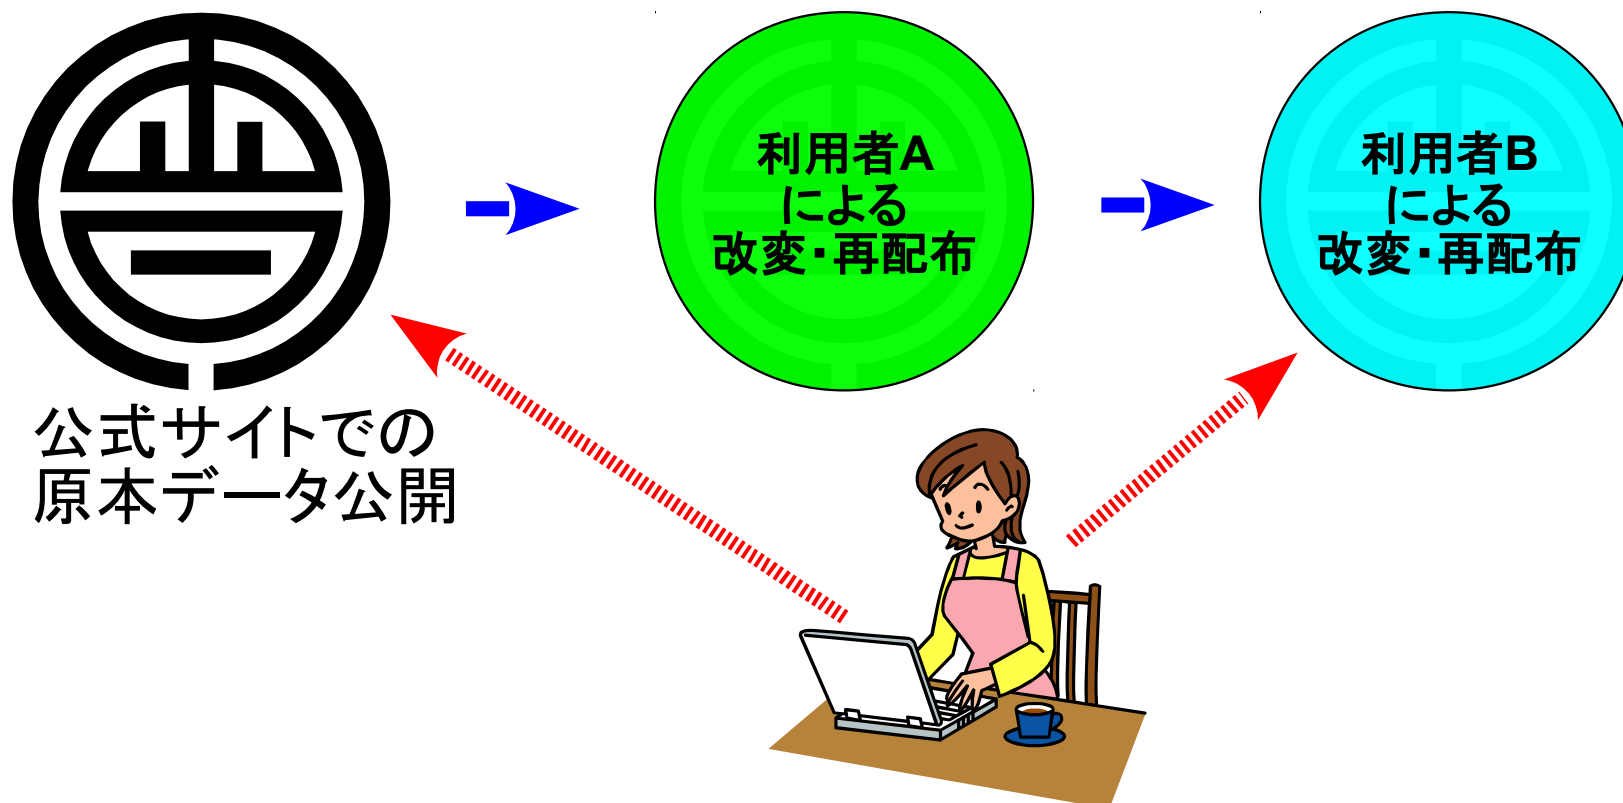 公式サイトでの
原本データ公開
利用者A
による
改変・再配布
利用者B
による
改変・再配布